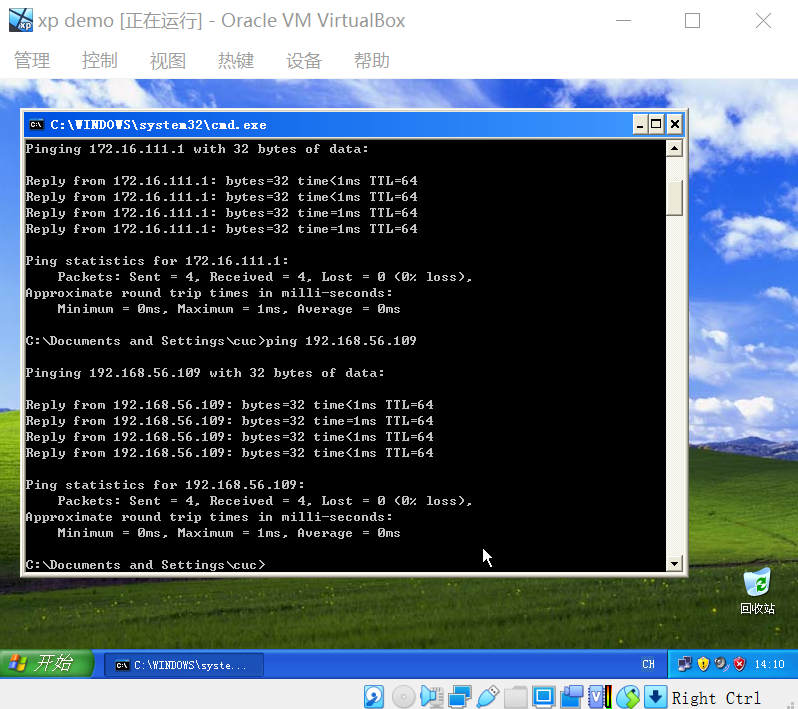 xp demo [正在运行] - Oracle VM VirtualBox
管理 控制 视图 热键 设备 帮助
C:\WINDOWS\system32\cmd.exe
Pinging 172.16.111.1 with 32 bytes of data:
Reply from 172.16.111.1: bytes=32 time<1ms TTL=64
Reply from 172.16.111.1: bytes=32 time<1ms TTL=64
Reply from 172.16.111.1: bytes=32 time=1ms TTL=64
Reply from 172.16.111.1: bytes=32 time=1ms TTL=64
Ping statistics for 172.16.111.1:
Packets: Sent = 4, Received = 4, Lost = 0 (0% loss),
Approximate round trip times in milli-seconds:
Minimum = 0ms, Maximum = 1ms, Average = 0ms
C:\Documents and Settings\cuc>ping 192.168.56.109
Pinging 192.168.56.109 with 32 bytes of data:
Reply from 192.168.56.109: bytes=32 time<1ms TTL=64
Reply from 192.168.56.109: bytes=32 time=1ms TTL=64
Reply from 192.168.56.109: bytes=32 time<1ms TTL=64
Reply from 192.168.56.109: bytes=32 time<1ms TTL=64
Ping statistics for 192.168.56.109:
Packets: Sent = 4, Received = 4, Lost = 0 (0% loss),
Approximate round trip times in milli-seconds:
Minimum = 0ms, Maximum = 1ms, Average = 0ms
C:\Documents and Settings\cuc>
回收站
开始 C:\WINDOWS\syste... CH 14:10
Right Ctrl